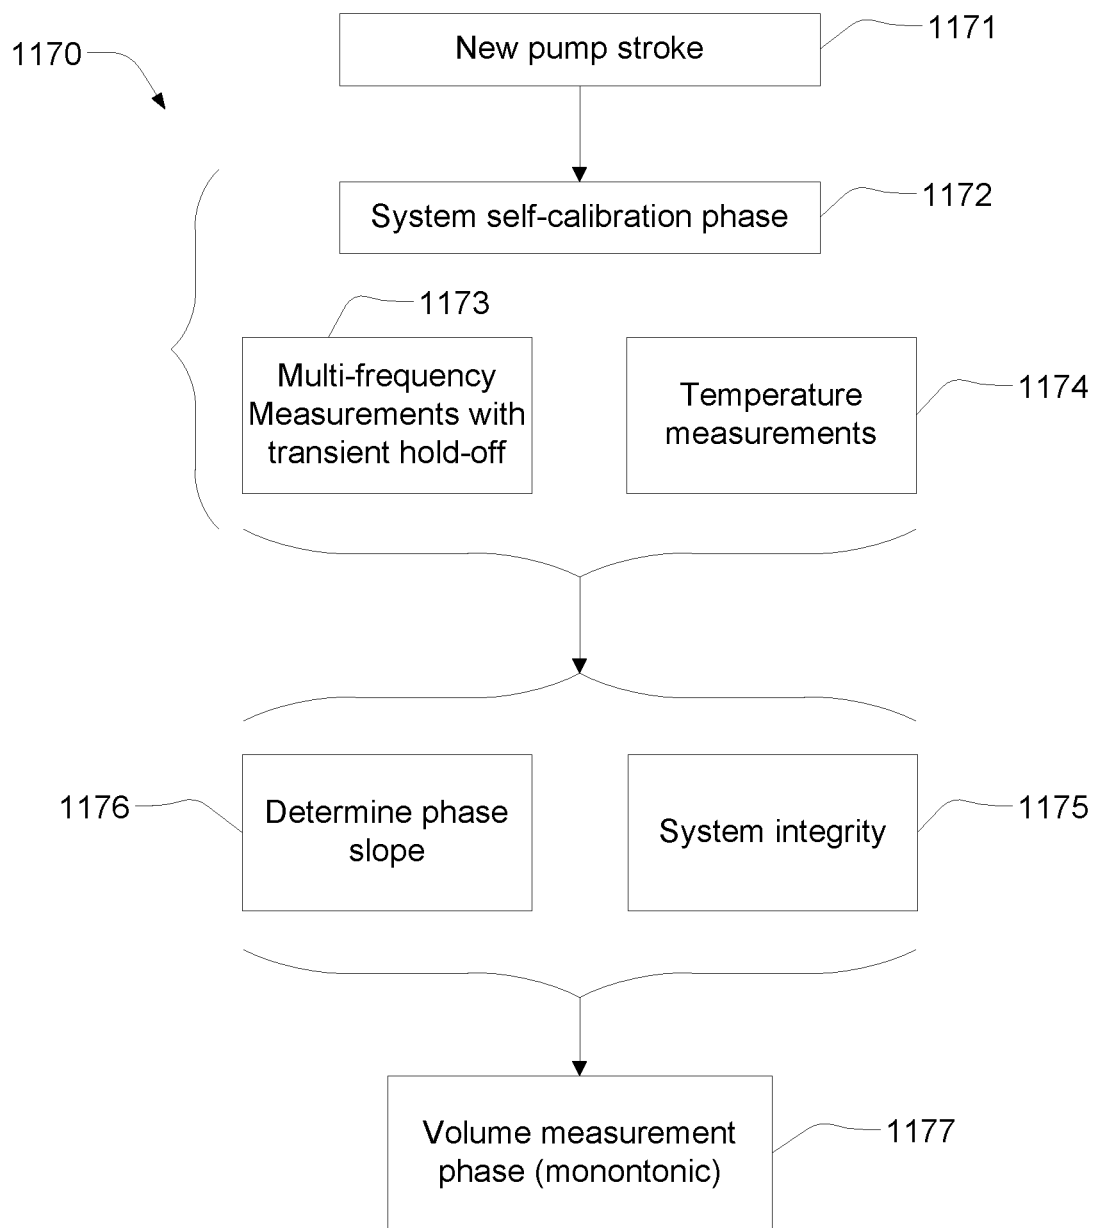 1170
New pump stroke
1171
System self-calibration phase
1172
1173
Multi-frequency
Measurements with
transient hold-off
Temperature
measurements
1174
1176
Determine phase
slope
System integrity
1175
Volume measurement
phase (monontonic)
1177